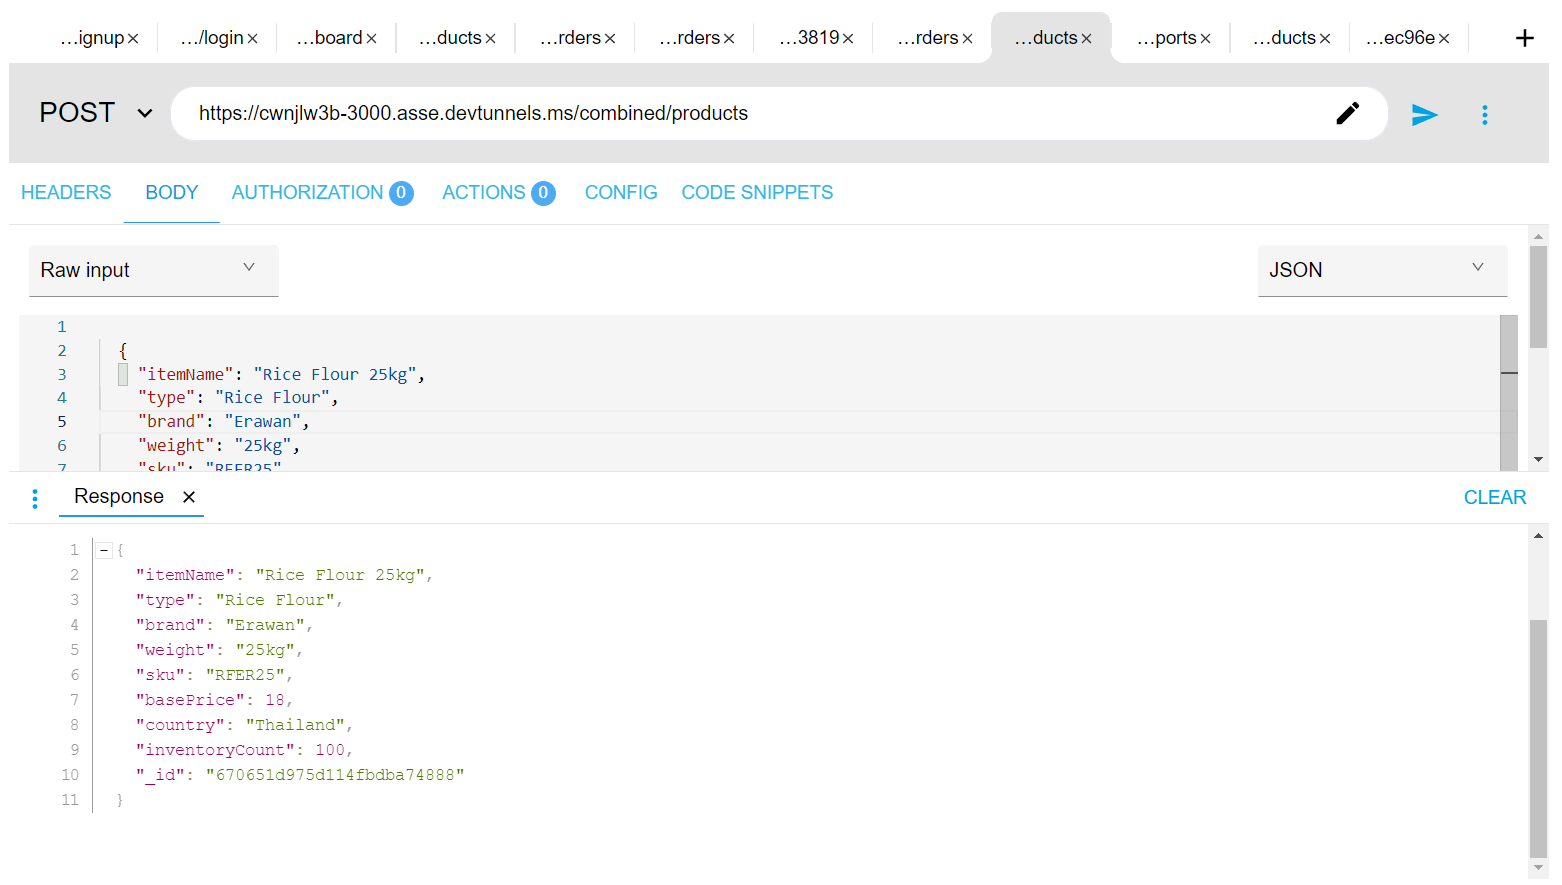 ...ignup× .../login× ...board× ...ducts× ...rders× ...rders× ...3819× ...rders× ...ducts× ...ports× ...ducts× ...ec96e× +
POST https://cwnjlw3b-3000.asse.devtunnels.ms/combined/products
HEADERS BODY AUTHORIZATION 0 ACTIONS 0 CONFIG CODE SNIPPETS
Raw input JSON
1
2 {
3 "itemName": "Rice Flour 25kg",
4 "type": "Rice Flour",
5 "brand": "Erawan",
6 "weight": "25kg",
7 "sku": "RFER25"
Response × CLEAR
1 {
2 "itemName": "Rice Flour 25kg",
3 "type": "Rice Flour",
4 "brand": "Erawan",
5 "weight": "25kg",
6 "sku": "RFER25",
7 "basePrice": 18,
8 "country": "Thailand",
9 "inventoryCount": 100,
10 "_id": "670651d975d114fbdba74888"
11 }